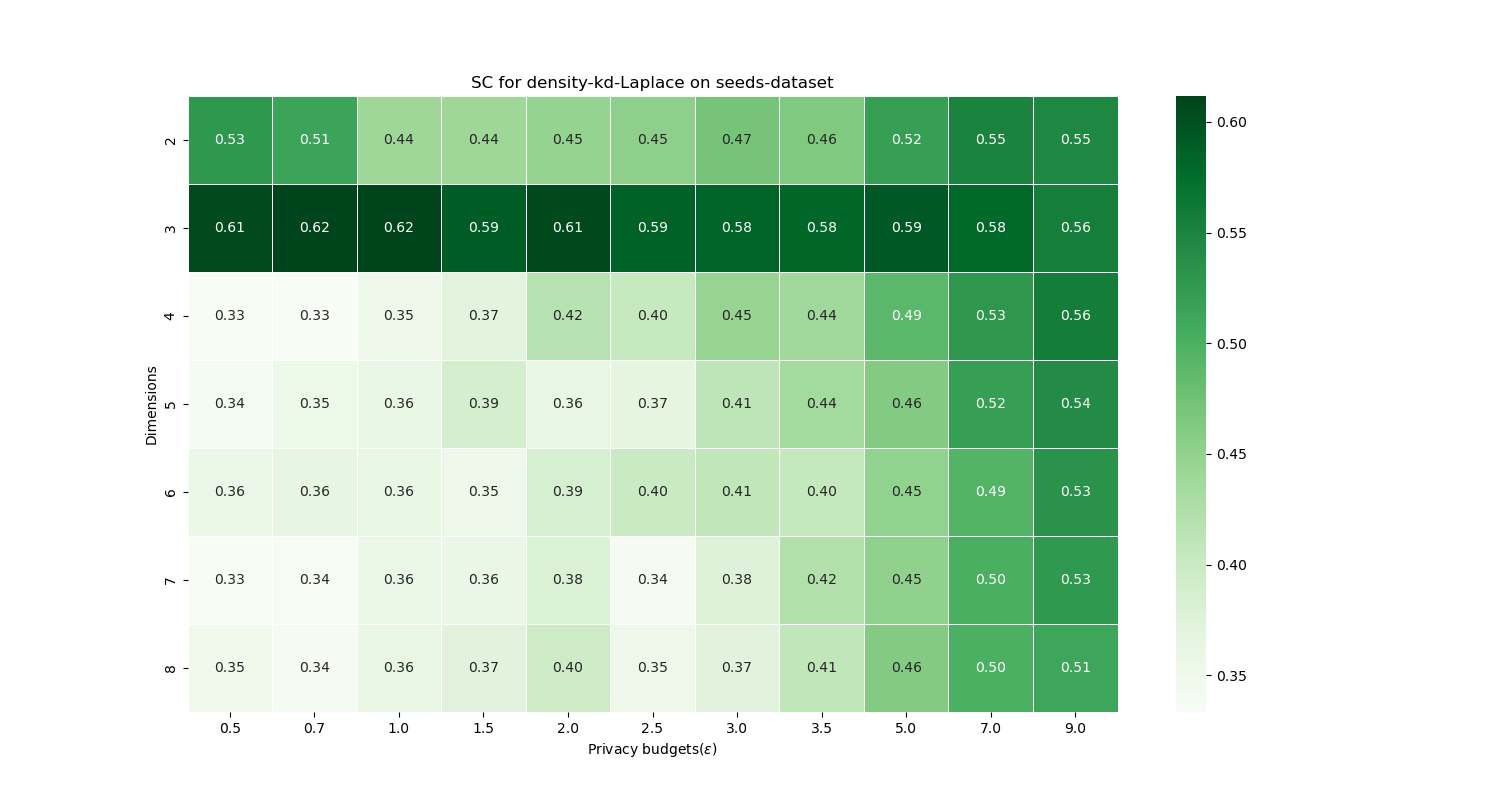 SC for density-kd-Laplace on seeds-dataset
Dimensions
2 0.53 0.51 0.44 0.44 0.45 0.45 0.47 0.46 0.52 0.55 0.55
3 0.61 0.62 0.62 0.59 0.61 0.59 0.58 0.58 0.59 0.58 0.56
4 0.33 0.33 0.35 0.37 0.42 0.40 0.45 0.44 0.49 0.53 0.56
5 0.34 0.35 0.36 0.39 0.36 0.37 0.41 0.44 0.46 0.52 0.54
6 0.36 0.36 0.36 0.35 0.39 0.40 0.41 0.40 0.45 0.49 0.53
7 0.33 0.34 0.36 0.36 0.38 0.34 0.38 0.42 0.45 0.50 0.53
8 0.35 0.34 0.36 0.37 0.40 0.35 0.37 0.41 0.46 0.50 0.51
0.5 0.7 1.0 1.5 2.0 2.5 3.0 3.5 5.0 7.0 9.0
Privacy budgets(ε)
0.60
0.55
0.50
0.45
0.40
0.35